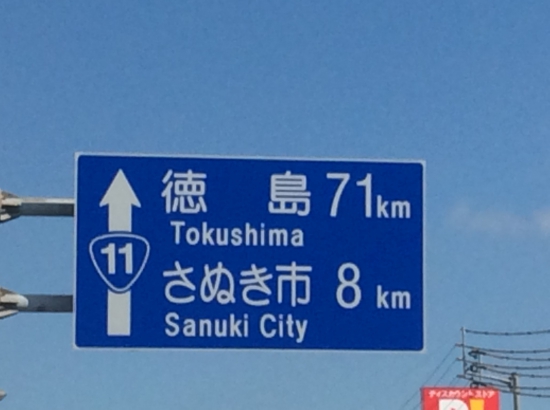 徳島 71km
Tokushima
11
さぬき市 8 km
Sanuki City
ディスカウントストア